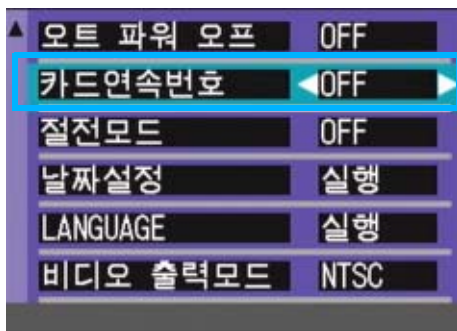 오트 파워 오프 OFF
카드연속번호 OFF
절전모드 OFF
날짜설정 실행
LANGUAGE 실행
비디오 출력모드 NTSC